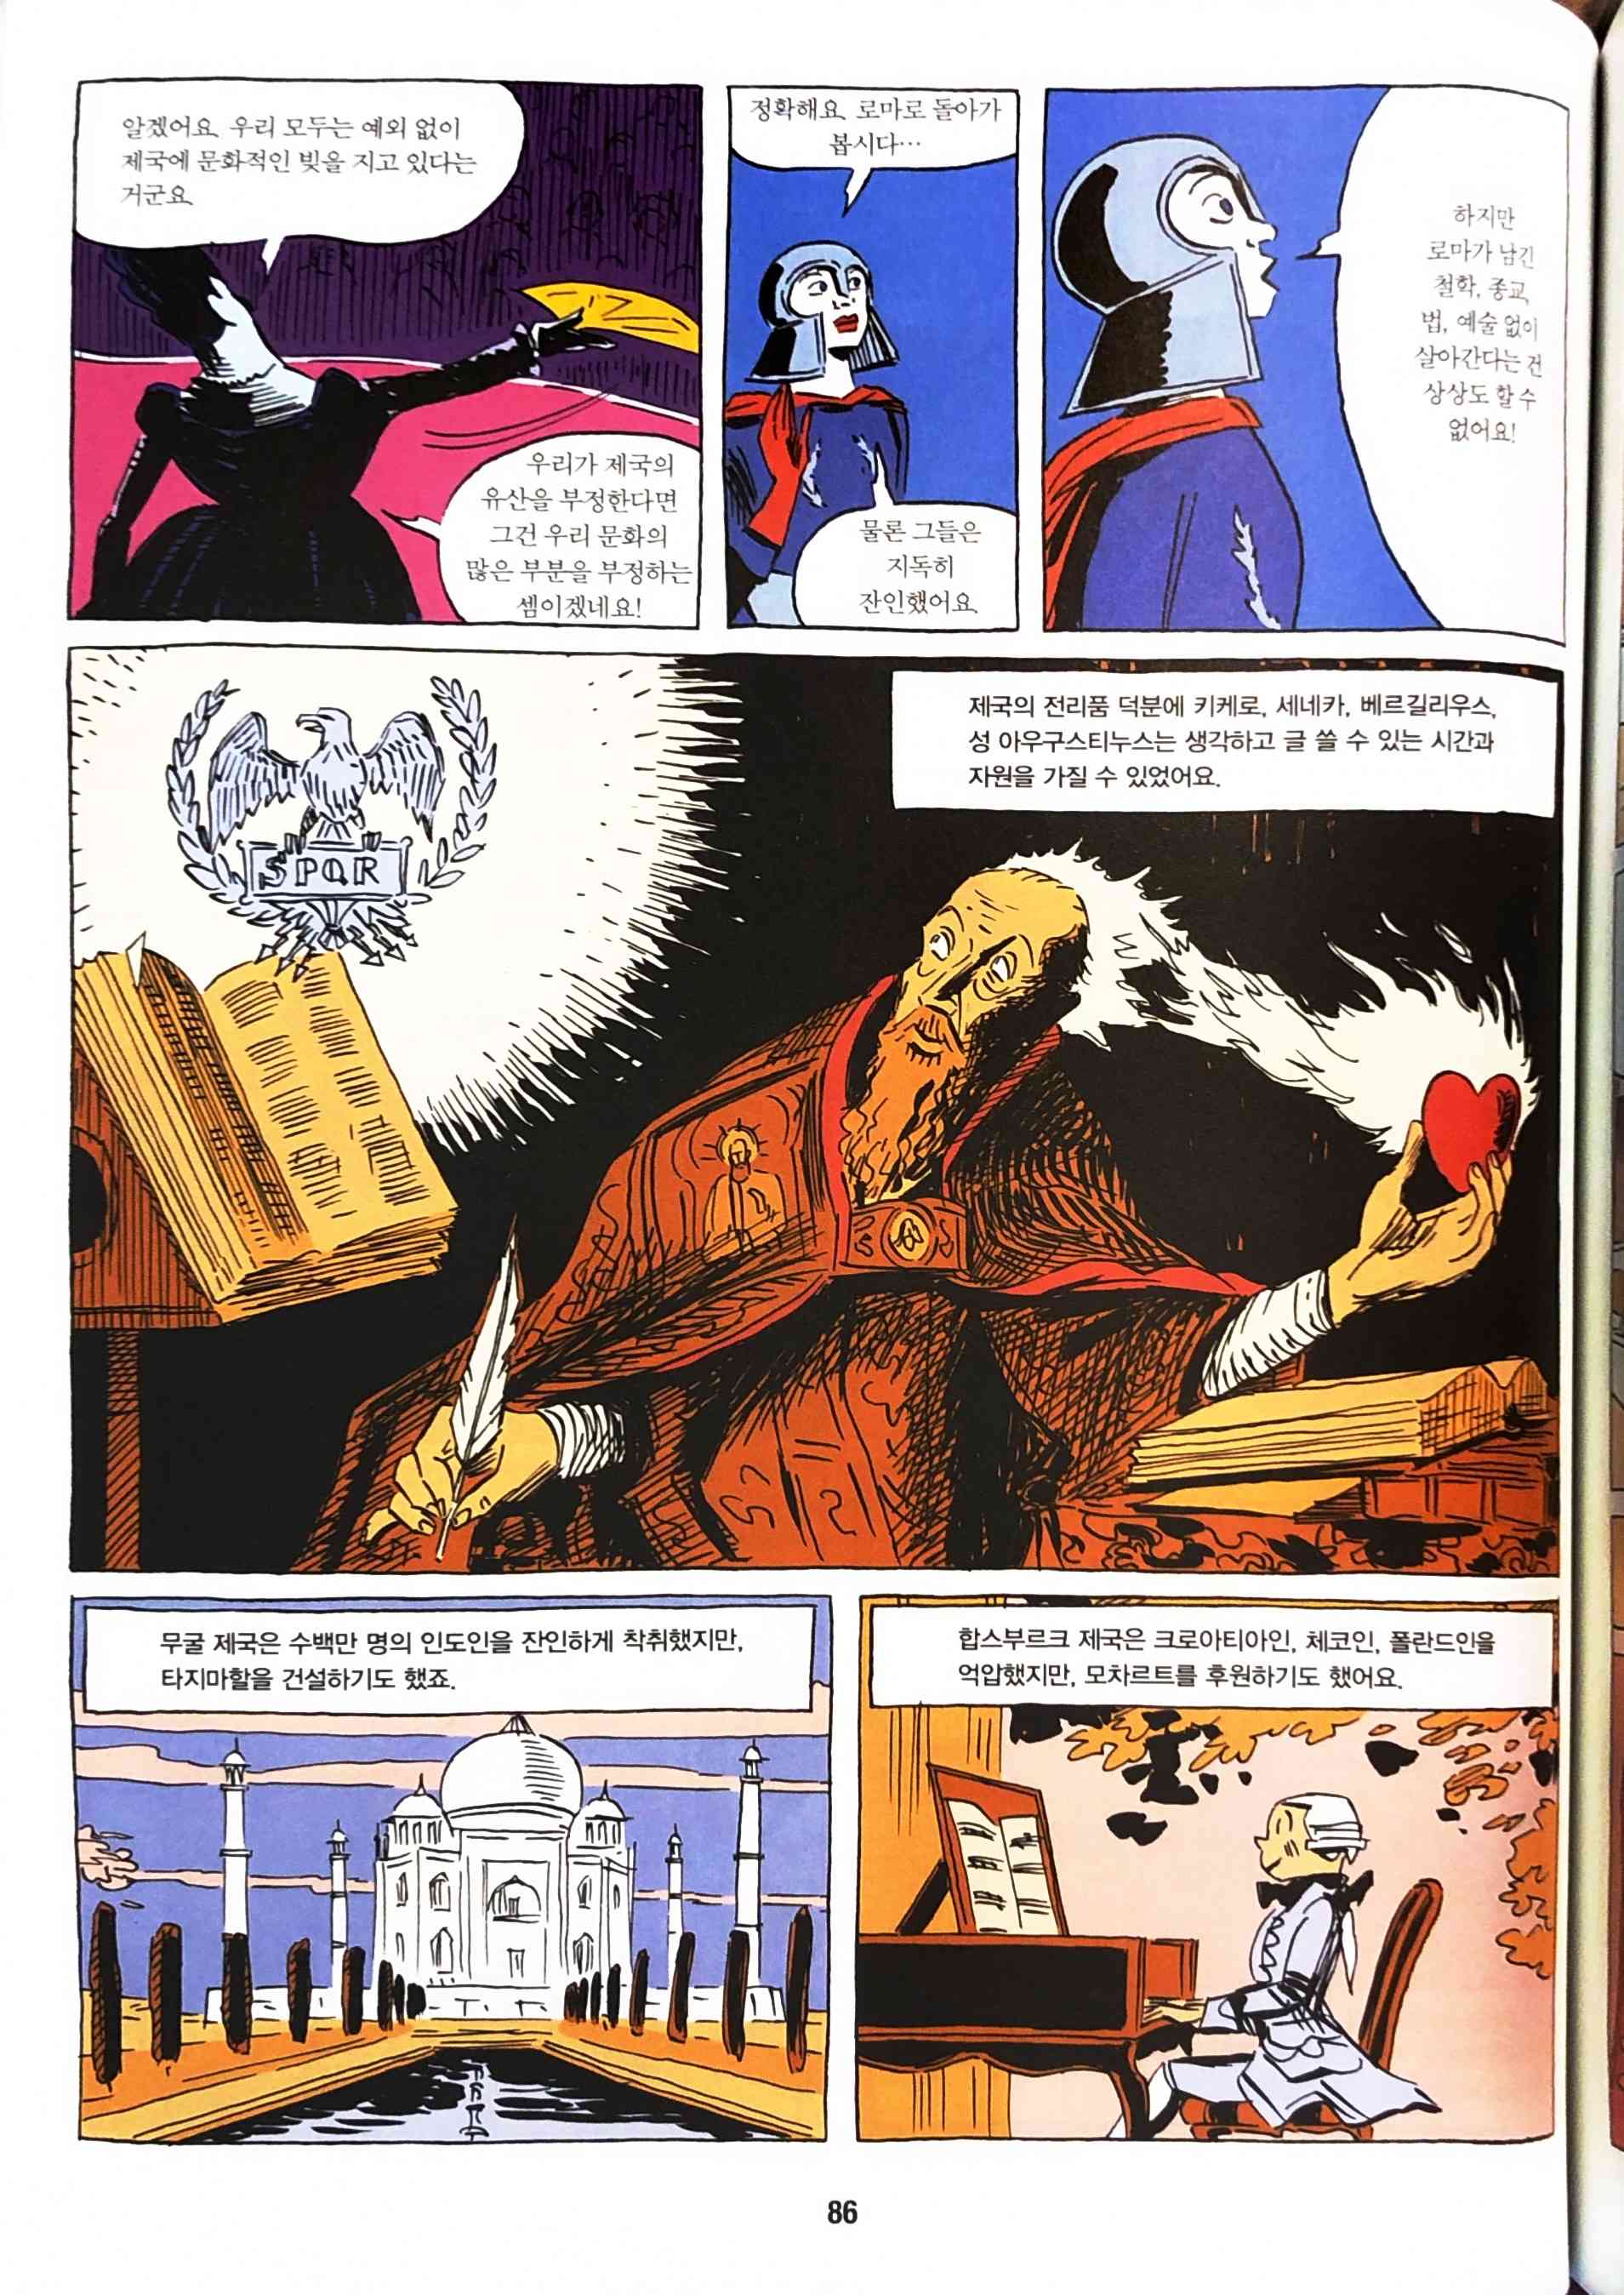 알겠어요. 우리 모두는 예외 없이
제국에 문화적인 빚을 지고 있다는
거군요.
우리가 제국의
유산을 부정한다면
그건 우리 문화의
많은 부분을 부정하는
셈이겠네요!
정확해요. 로마로 돌아가
봅시다…
물론 그들은
지독히
잔인했어요.
하지만
로마가 남긴
철학, 종교,
법, 예술 없이
살아간다는 건
상상도 할 수
없어요!
제국의 전리품 덕분에 키케로, 세네카, 베르길리우스,
성 아우구스티누스는 생각하고 글 쓸 수 있는 시간과
자원을 가질 수 있었어요.
SPQR
무굴 제국은 수백만 명의 인도인을 잔인하게 착취했지만,
타지마할을 건설하기도 했죠.
합스부르크 제국은 크로아티아인, 체코인, 폴란드인을
억압했지만, 모차르트를 후원하기도 했어요.
86